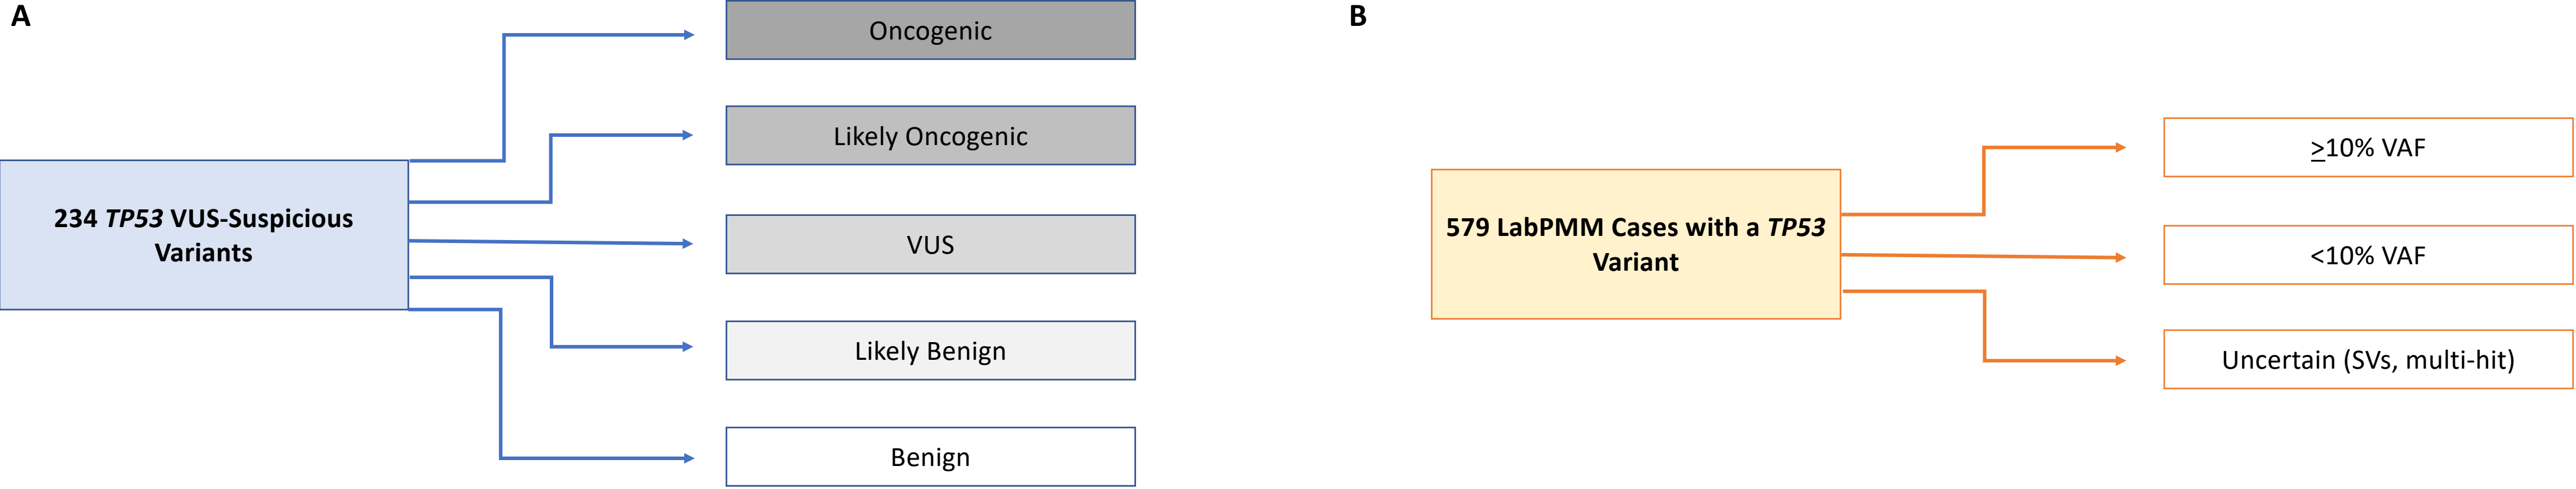 A
Oncogenic
Likely Oncogenic
234 TP53 VUS-Suspicious
Variants
VUS
Likely Benign
Benign
B
579 LabPMM Cases with a TP53
Variant
≥10% VAF
<10% VAF
Uncertain (SVs, multi-hit)